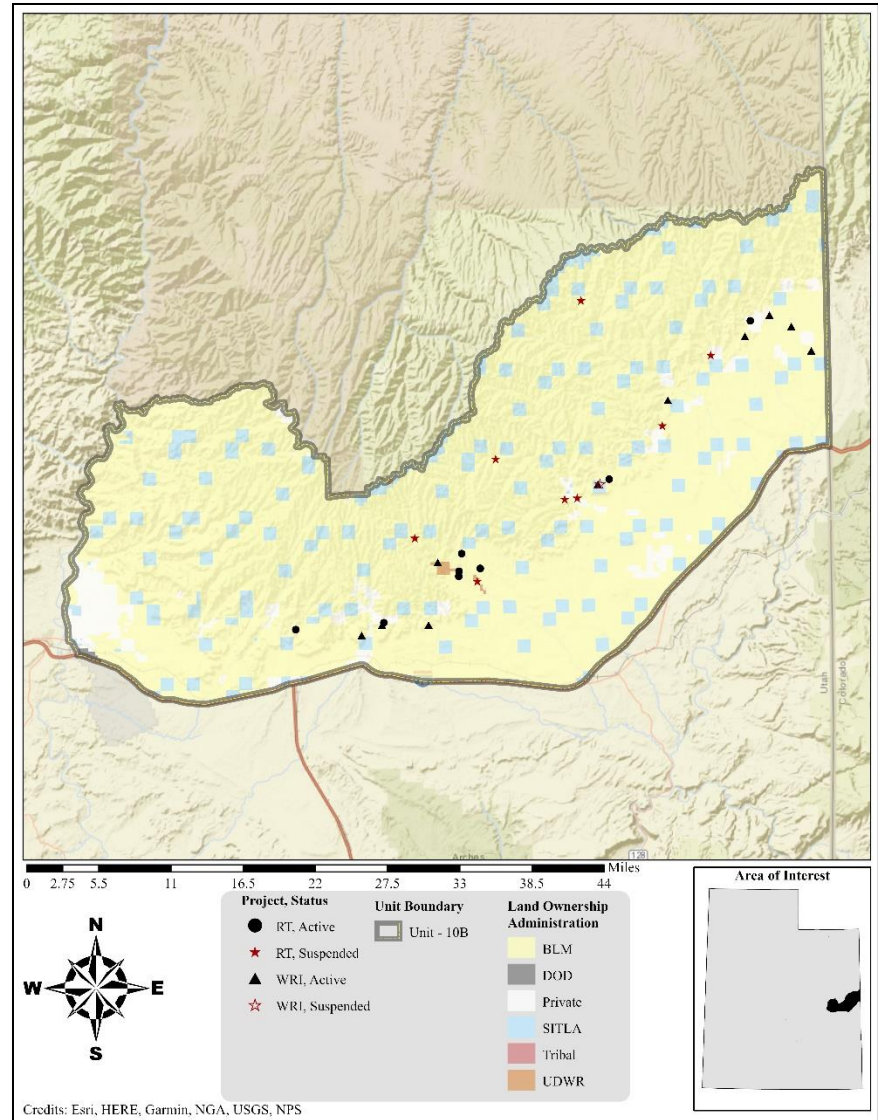 Utah
Colorado
Arches
128
Miles
0 2.75 5.5 11 16.5 22 27.5 33 38.5 44
Project, Status
RT, Active
RT, Suspended
WRI, Active
WRI, Suspended
Unit Boundary
Unit - 10B
Land Ownership
Administration
BLM
DOD
Private
SITLA
Tribal
UDWR
Area of Interest
N
W E
S
Credits: Esri, HERE, Garmin, NGA, USGS, NPS